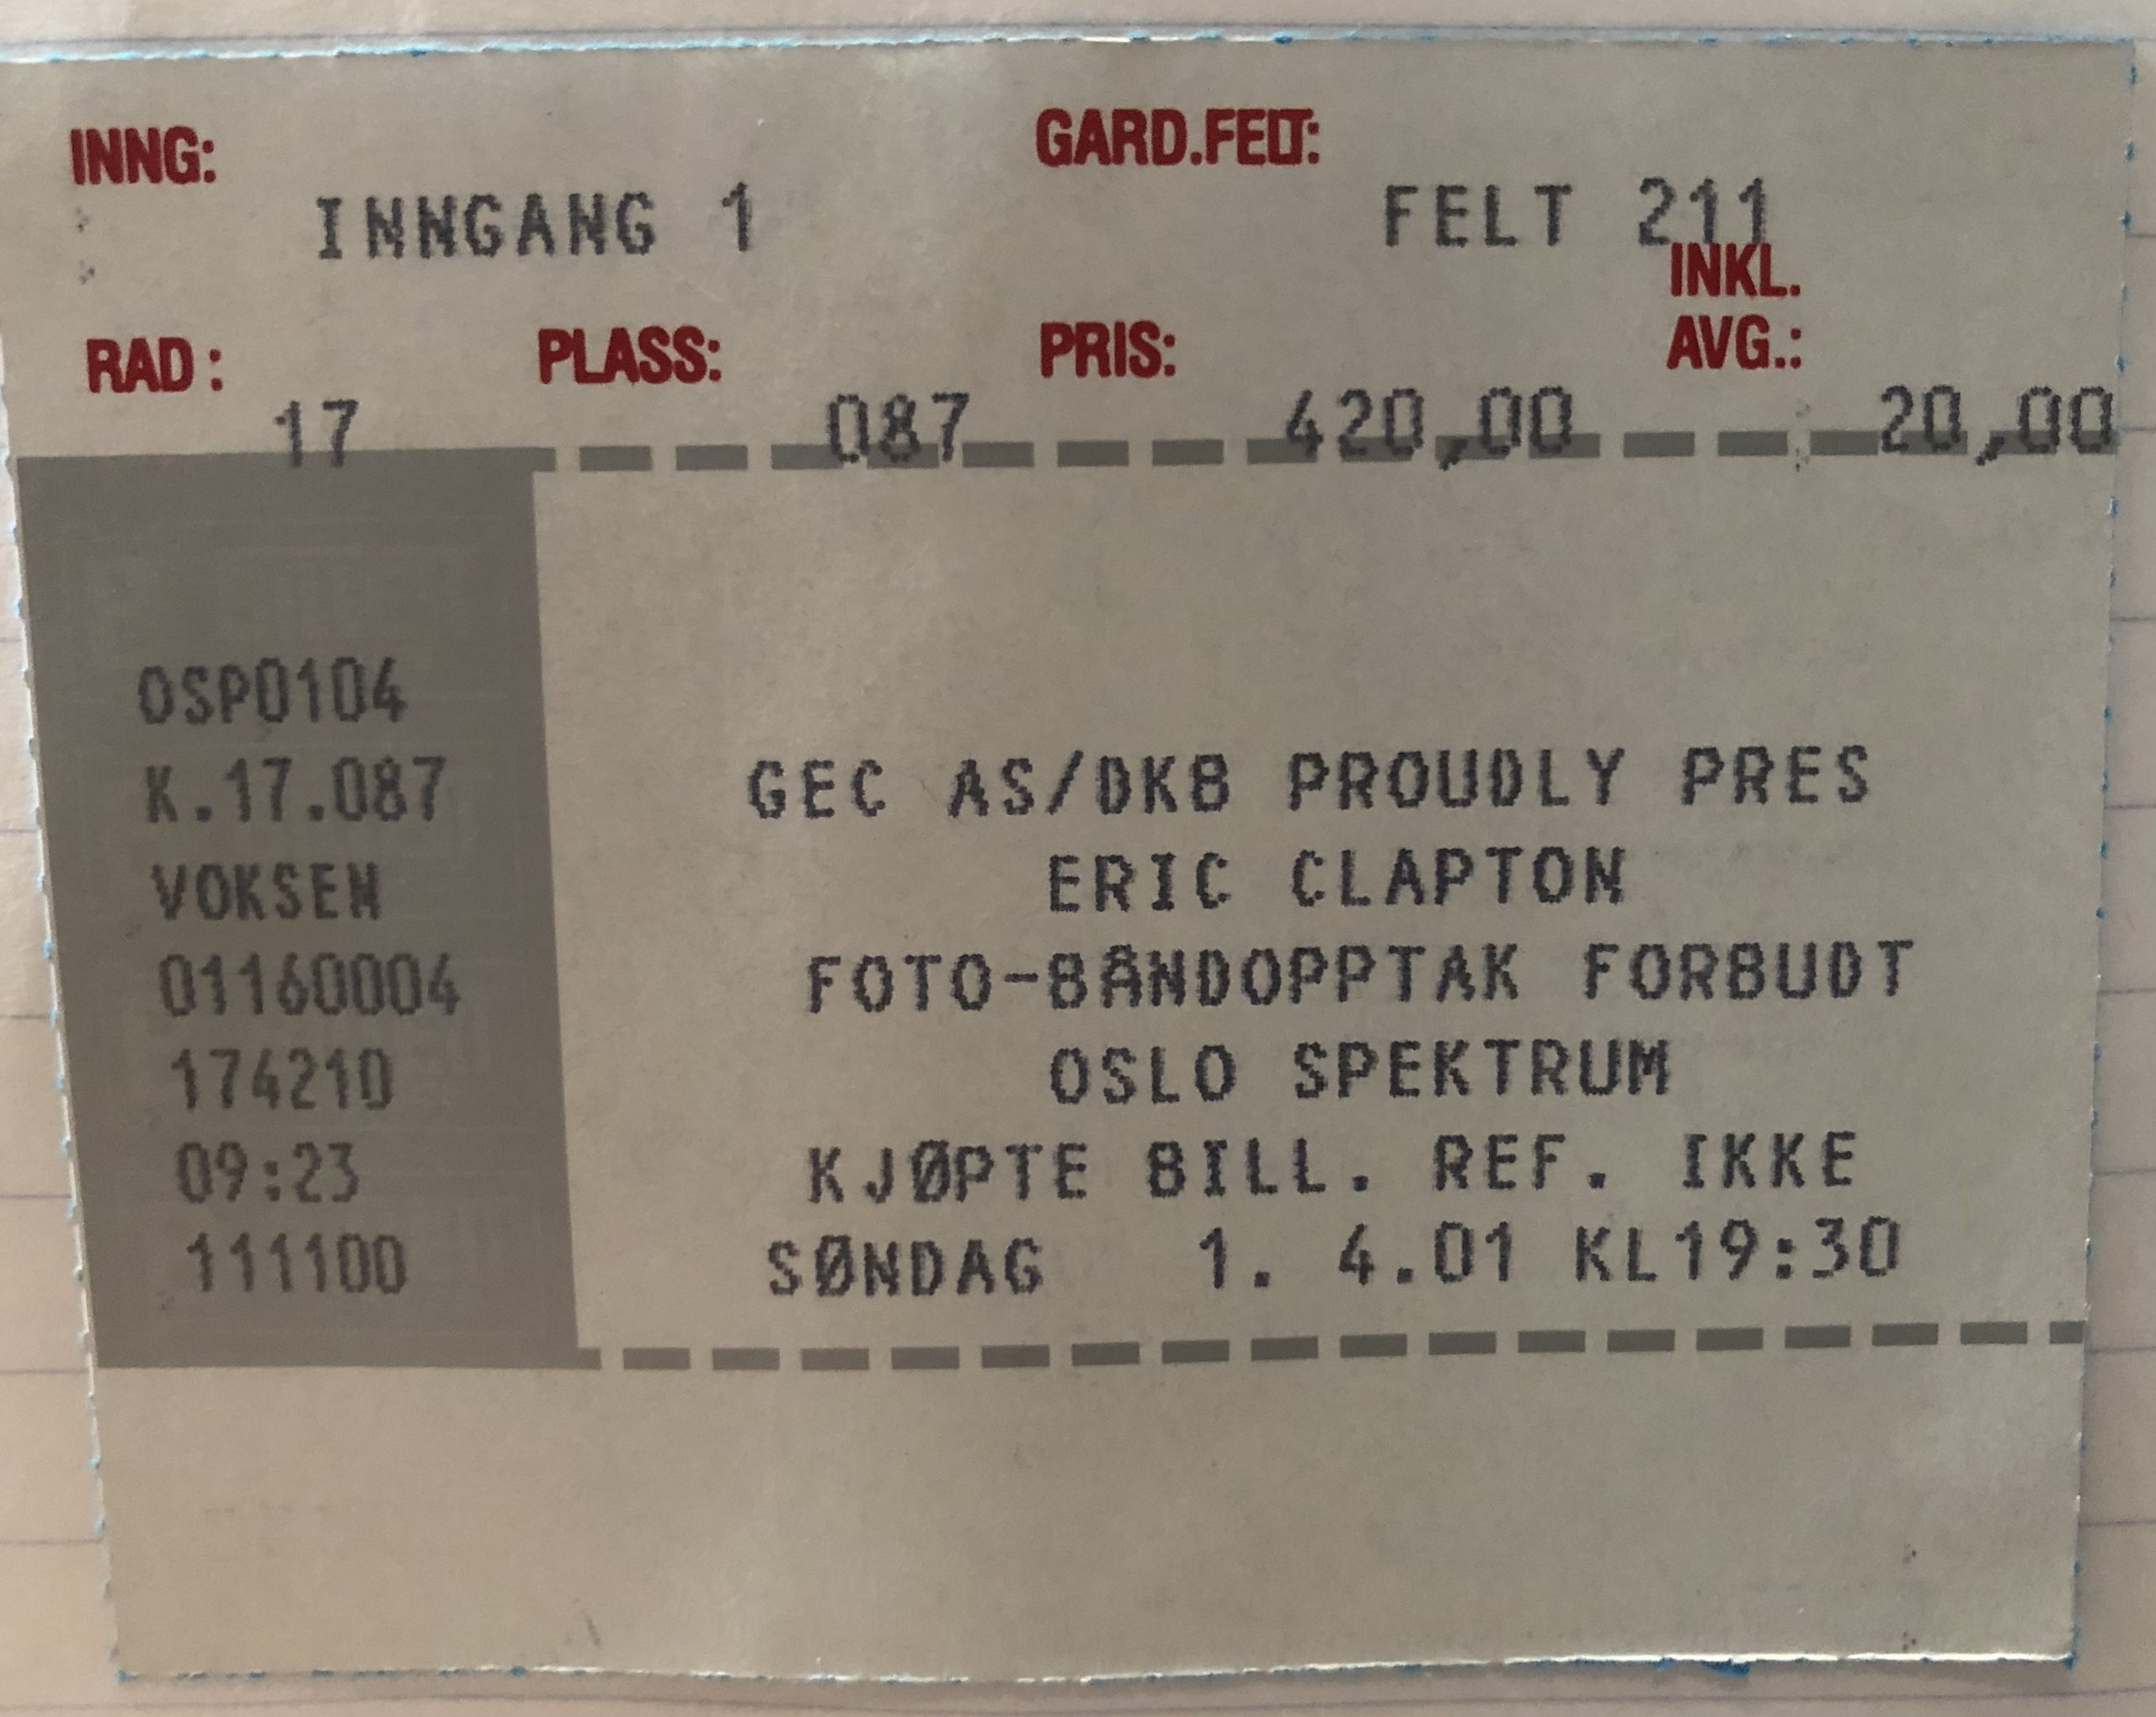 INNG: GARD.FELT:
INNGANG 1 FELT 211
INKL.
RAD: PLASS: PRIS: AVG.:
17 087 420,00 20,00
OSP0104
K.17.087
VOKSEN
01160004
174210
09:23
111100
GEC AS/DKB PROUDLY PRES
ERIC CLAPTON
FOTO-BÅNDOPPTAK FORBUDT
OSLO SPEKTRUM
KJØPTE BILL. REF. IKKE
SØNDAG 1. 4.01 KL19:30